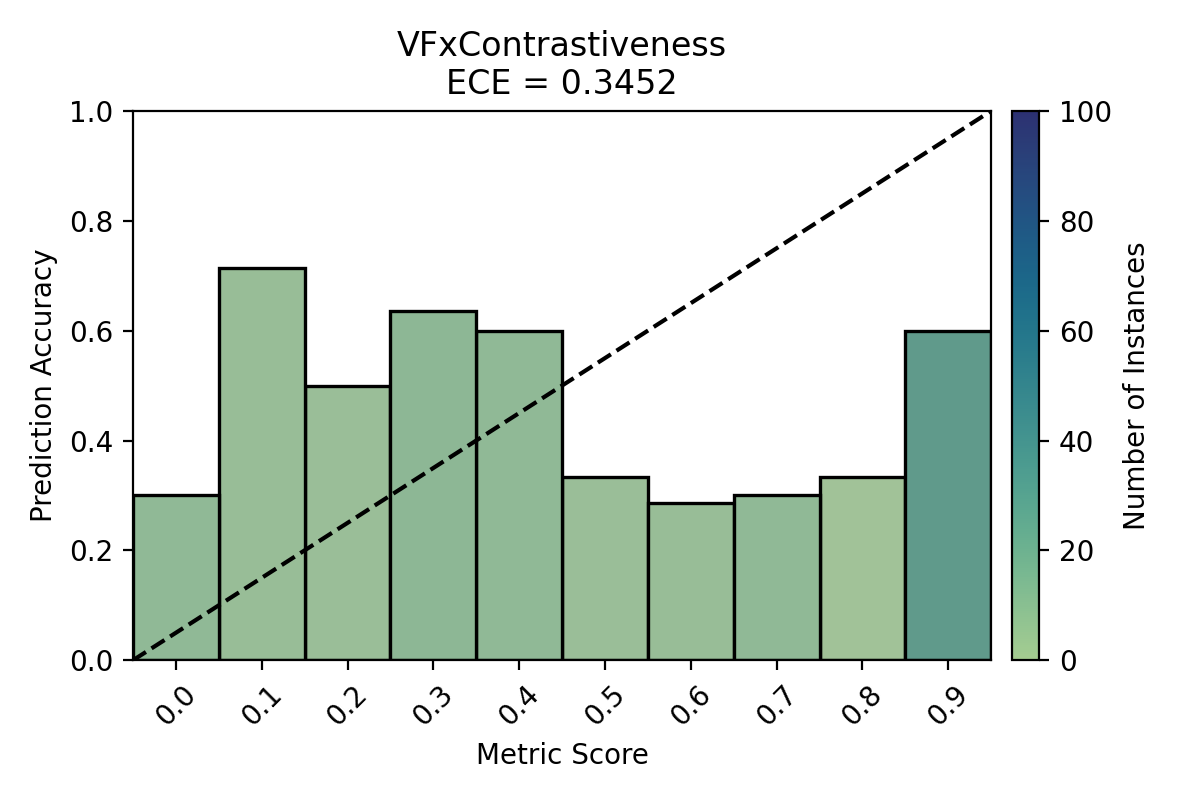 VFxContrastiveness
ECE = 0.3452
Prediction Accuracy
1.0
0.8
0.6
0.4
0.2
0.0
0.0 0.1 0.2 0.3 0.4 0.5 0.6 0.7 0.8 0.9
Metric Score
100
80
60
40
20
0
Number of Instances